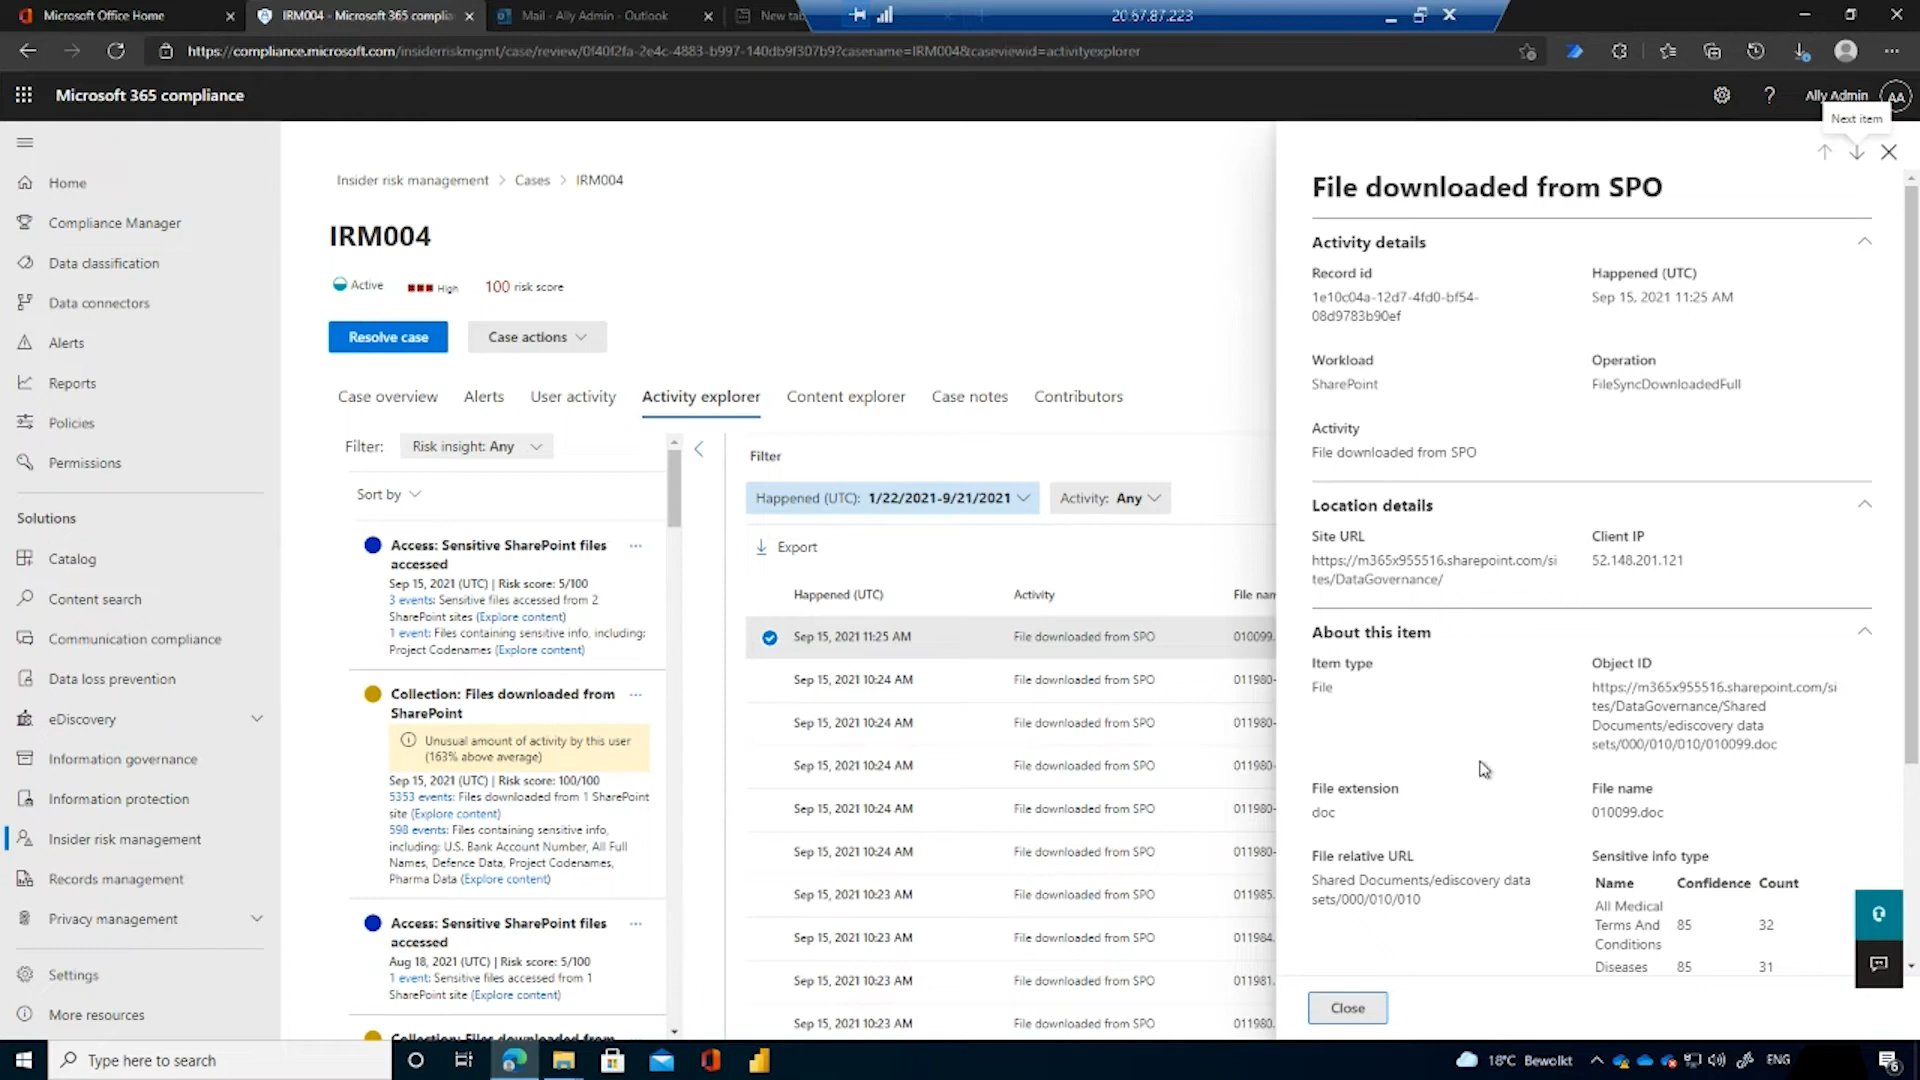 Microsoft Office Home
IRM004 - Microsoft 365 complia
Mail - Ally Admin - Outlook
New tab
20.67.87.223
https://compliance.microsoft.com/insiderriskmgmt/case/review/0f40f2fa-2e4c-4883-b997-140db9f307b9?casename=IRM004&caseviewid=activityexplorer
Microsoft 365 compliance
Ally Admin
AA
Next item
Home
Compliance Manager
Data classification
Data connectors
Alerts
Reports
Policies
Permissions
Solutions
Catalog
Content search
Communication compliance
Data loss prevention
eDiscovery
Information governance
Information protection
Insider risk management
Records management
Privacy management
Settings
More resources
Insider risk management > Cases > IRM004
IRM004
Active
High
100 risk score
Resolve case
Case actions
Case overview
Alerts
User activity
Activity explorer
Content explorer
Case notes
Contributors
Filter:
Risk insight: Any
Sort by
Access: Sensitive SharePoint files
accessed
Sep 15, 2021 (UTC) | Risk score: 5/100
3 events: Sensitive files accessed from 2
SharePoint sites (Explore content)
1 event: Files containing sensitive info, including:
Project Codenames (Explore content)
Collection: Files downloaded from
SharePoint
Unusual amount of activity by this user
(163% above average)
Sep 15, 2021 (UTC) | Risk score: 100/100
5353 events: Files downloaded from 1 SharePoint
site (Explore content)
598 events: Files containing sensitive info,
including: U.S. Bank Account Number, All Full
Names, Defence Data, Project Codenames,
Pharma Data (Explore content)
Access: Sensitive SharePoint files
accessed
Aug 18, 2021 (UTC) | Risk score: 5/100
1 event: Sensitive files accessed from 1
SharePoint site (Explore content)
Collection: Files downloaded from
Filter
Happened (UTC): 1/22/2021-9/21/2021
Activity: Any
Export
Happened (UTC) Activity File nam
Sep 15, 2021 11:25 AM File downloaded from SPO 010099.
Sep 15, 2021 10:24 AM File downloaded from SPO 011980-
Sep 15, 2021 10:24 AM File downloaded from SPO 011980-
Sep 15, 2021 10:24 AM File downloaded from SPO 011980-
Sep 15, 2021 10:24 AM File downloaded from SPO 011980-
Sep 15, 2021 10:24 AM File downloaded from SPO 011980-
Sep 15, 2021 10:23 AM File downloaded from SPO 011985.
Sep 15, 2021 10:23 AM File downloaded from SPO 011984.
Sep 15, 2021 10:23 AM File downloaded from SPO 011981.
Sep 15, 2021 10:23 AM File downloaded from SPO 011980.
File downloaded from SPO
Activity details
Record id
1e10c04a-12d7-4fd0-bf54-
08d9783b90ef
Happened (UTC)
Sep 15, 2021 11:25 AM
Workload
SharePoint
Operation
FileSyncDownloadedFull
Activity
File downloaded from SPO
Location details
Site URL
https://m365x955516.sharepoint.com/si
tes/DataGovernance/
Client IP
52.148.201.121
About this item
Item type
File
Object ID
https://m365x955516.sharepoint.com/si
tes/DataGovernance/Shared
Documents/ediscovery data
sets/000/010/010/010099.doc
File extension
doc
File name
010099.doc
File relative URL
Shared Documents/ediscovery data
sets/000/010/010
Sensitive info type
Name Confidence Count
All Medical
Terms And 85 32
Conditions
Diseases 85 31
Close
Type here to search
18°C Bewolkt
ENG
6